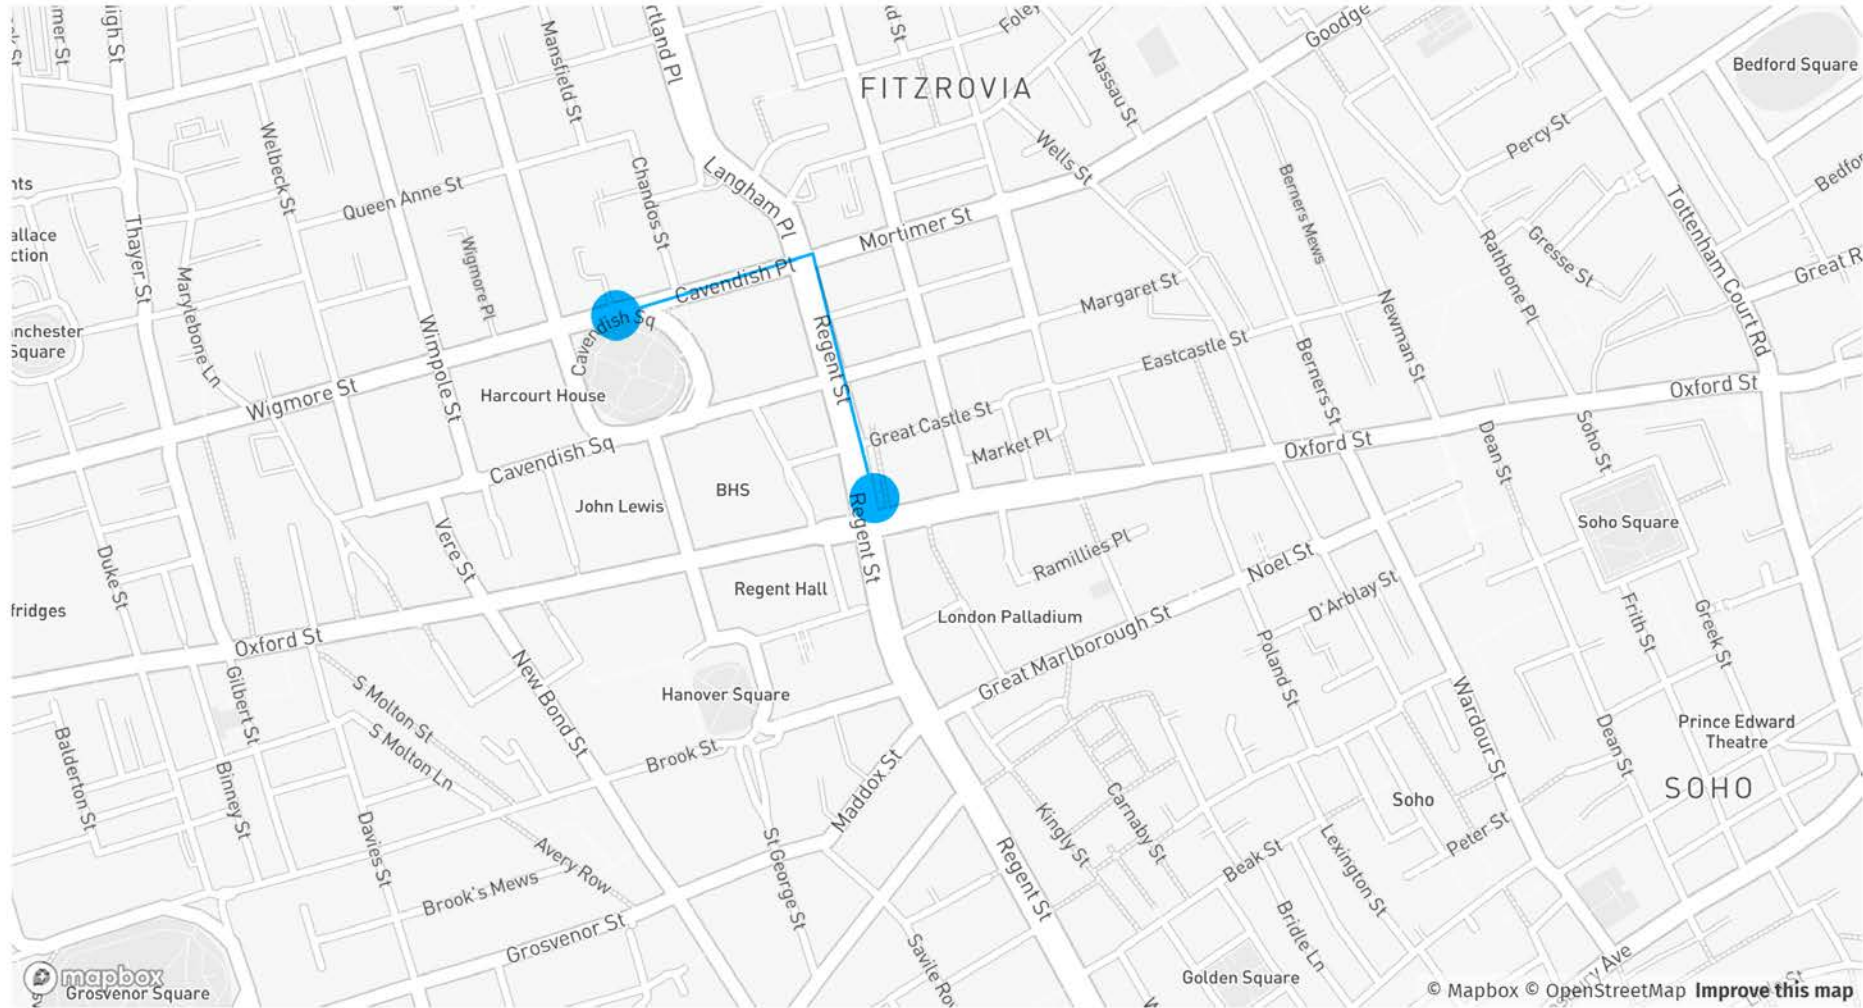 Mansfield St
Goodge
Nassau St
Bedford Square
FITZROVIA
Welbeck St
Wells St
Percy St
Langham Pl
Chandos St
Queen Anne St
Berners Mews
Tottenham Court Rd
Thayer St
Mortimer St
Rathbone Pl
Gresse St
Wigmore Pl
Marylebone Ln
Cavendish Pl
Margaret St
Great R
Newman St
Cavendish Sq
Square
Wimpole St
Regent St
Eastcastle St
Berners St
Wigmore St
Harcourt House
Oxford St
Great Castle St
Market Pl
Soho St
Dean St
Oxford St
Cavendish Sq
BHS
John Lewis
Regent St
Soho Square
Vere St
Duke St
Ramillies Pl
Noel St
Regent Hall
D'Arblay St
London Palladium
Frith St
Greek St
Oxford St
Great Marlborough St
Poland St
Gilbert St
S Molton St
New Bond St
Hanover Square
Wardour St
Prince Edward
Theatre
Dean St
Balderton St
S Molton Ln
Brook St
Maddox St
Binney St
Soho
SOHO
Kingly St
Carnaby St
Peter St
Davies St
Avery Row
St George St
Beak St
Lexington St
Brook's Mews
Regent St
Grosvenor St
Bridle Ln
Savile Ro
Golden Square
mapbox
Grosvenor Square
© Mapbox © OpenStreetMap Improve this map